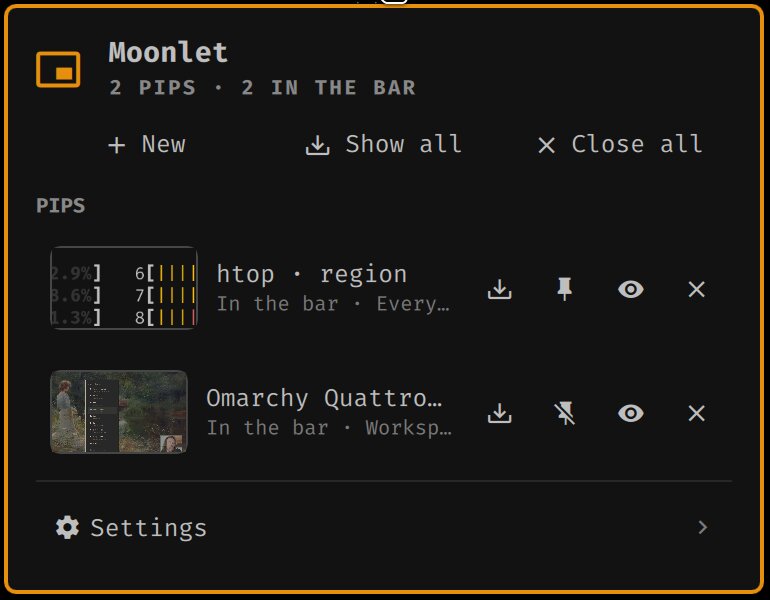 Moonlet
2 PIPS · 2 IN THE BAR
+ New
Show all
Close all
PIPS
2.9%] 6[||||
8.6%] 7[||||
1.3%] 8[||||
htop · region
In the bar · Every…
Omarchy Quattro…
In the bar · Worksp…
Settings